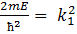 2mE/ħ² = k₁²